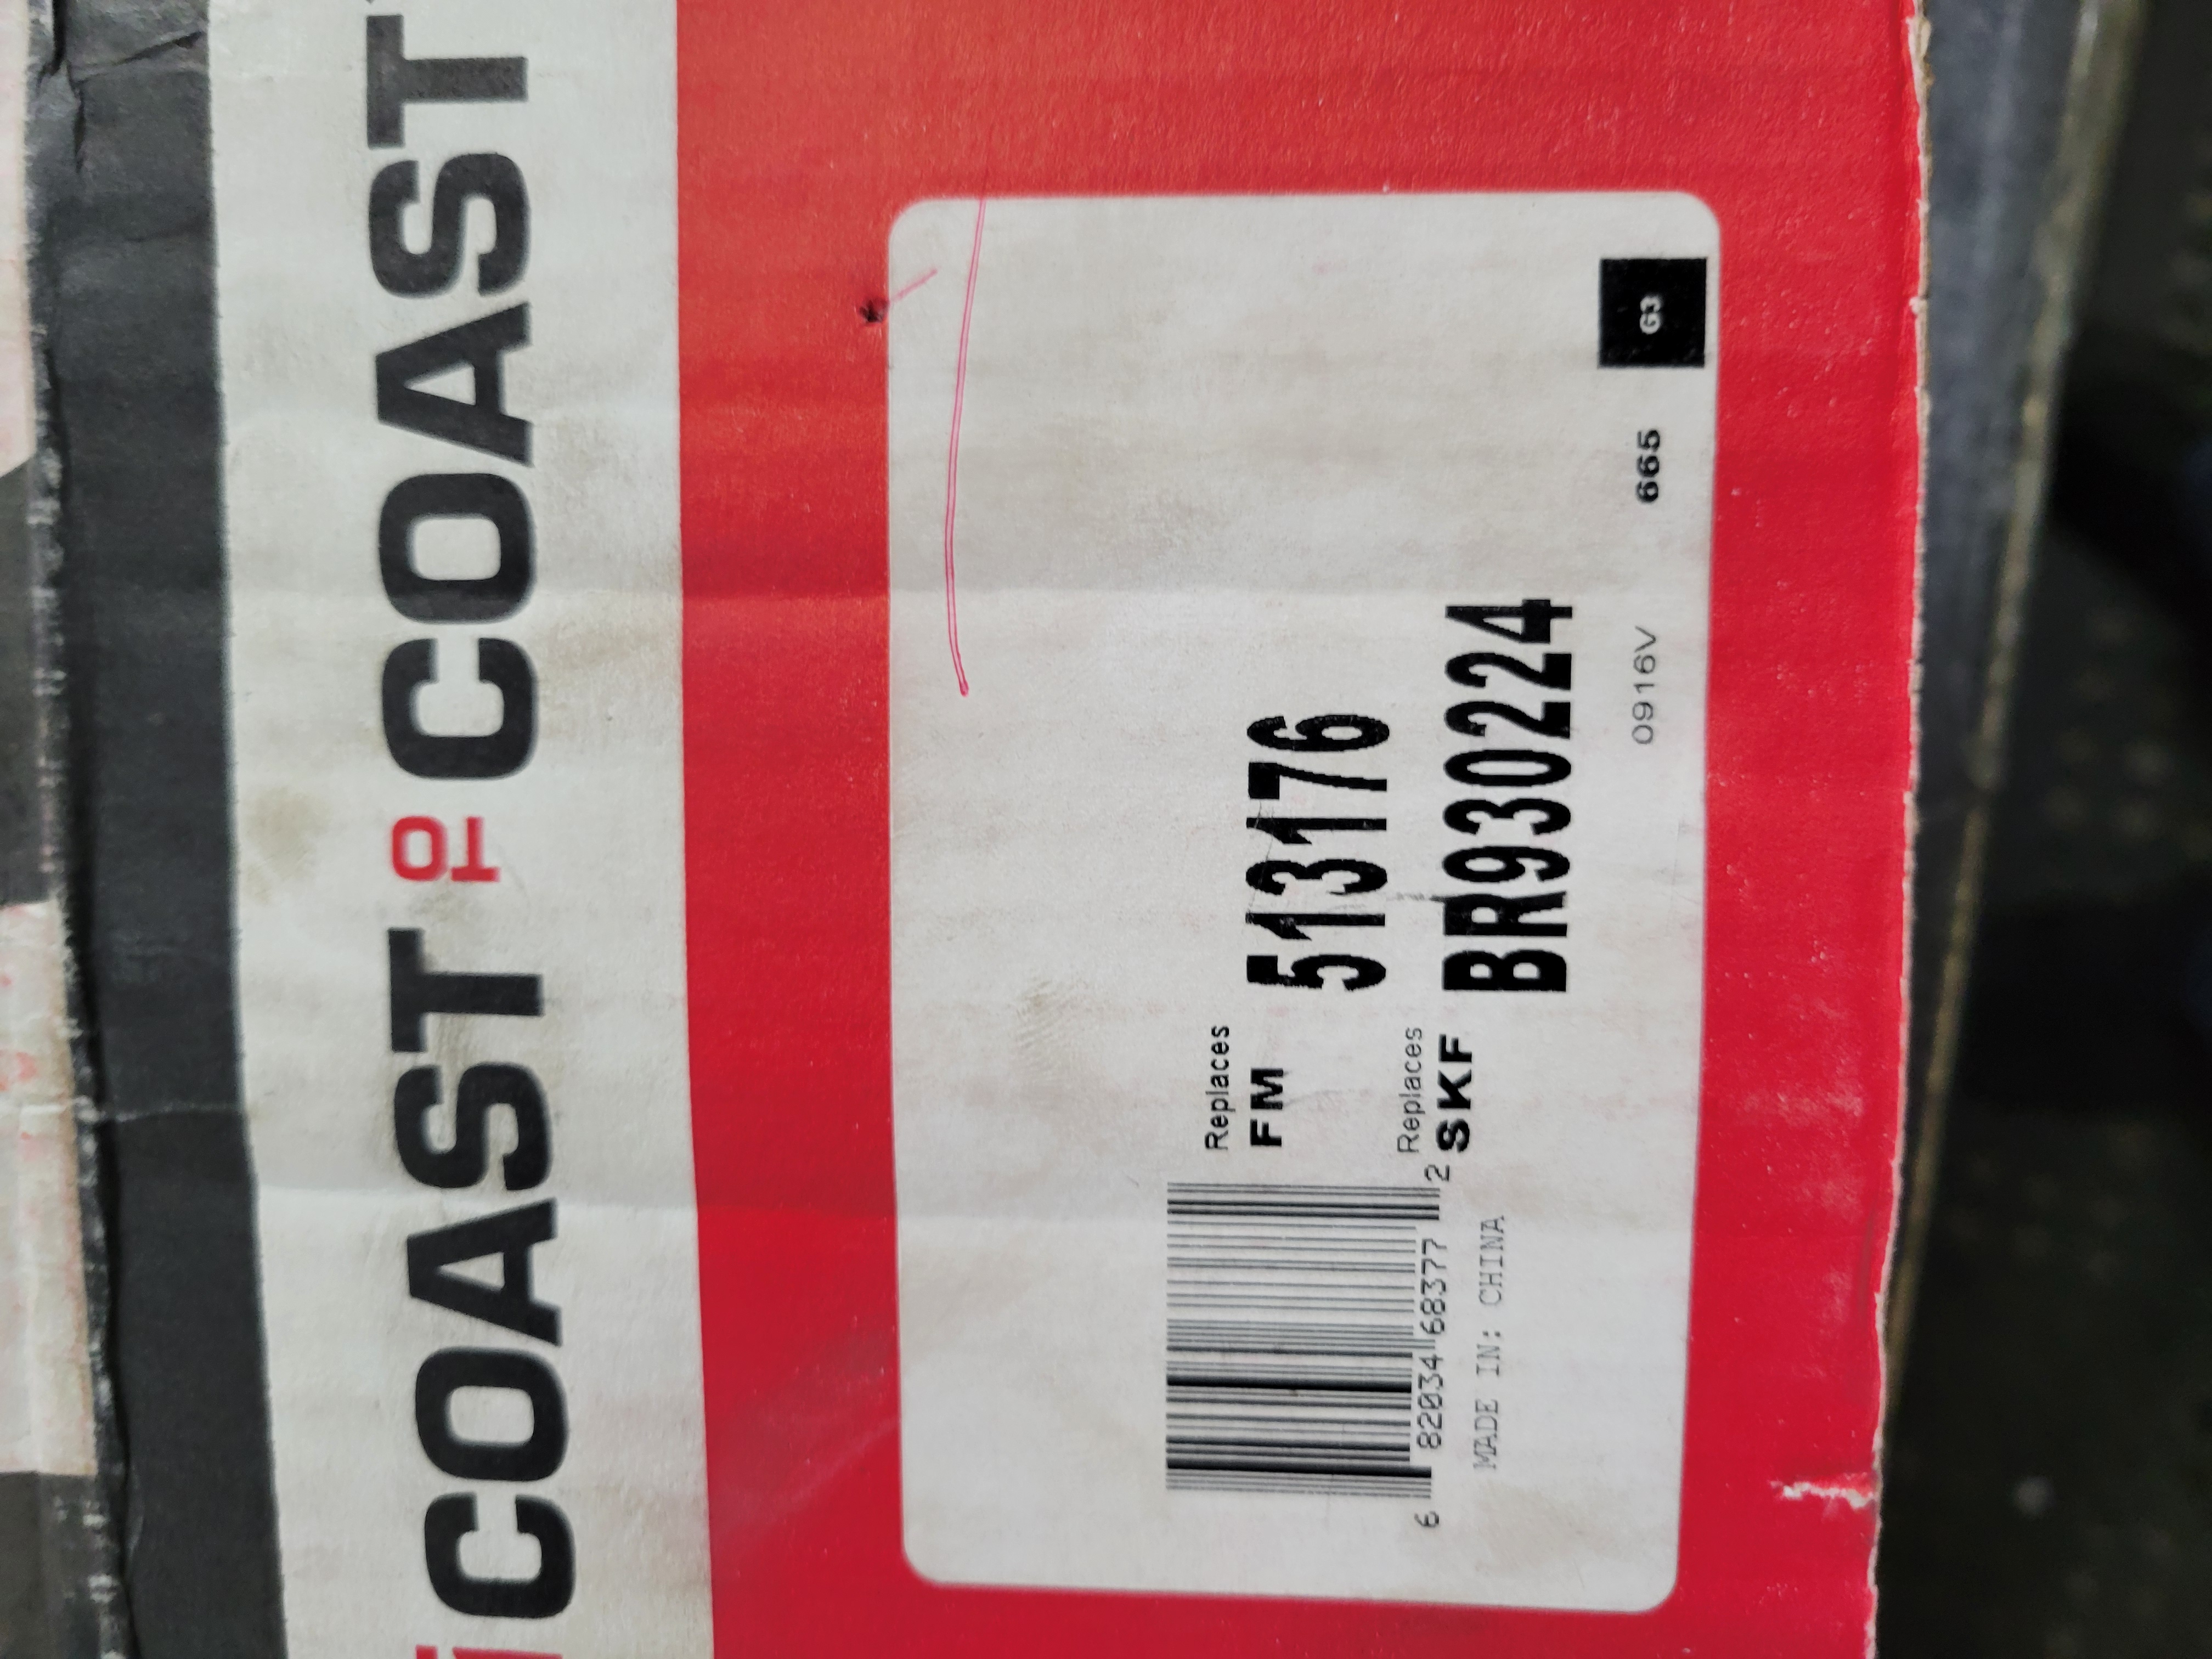 COAST TO COAST
Replaces
FM 513176
Replaces
SKF BR930224
6 82034 68377 2
MADE IN: CHINA
0916V 665 G3